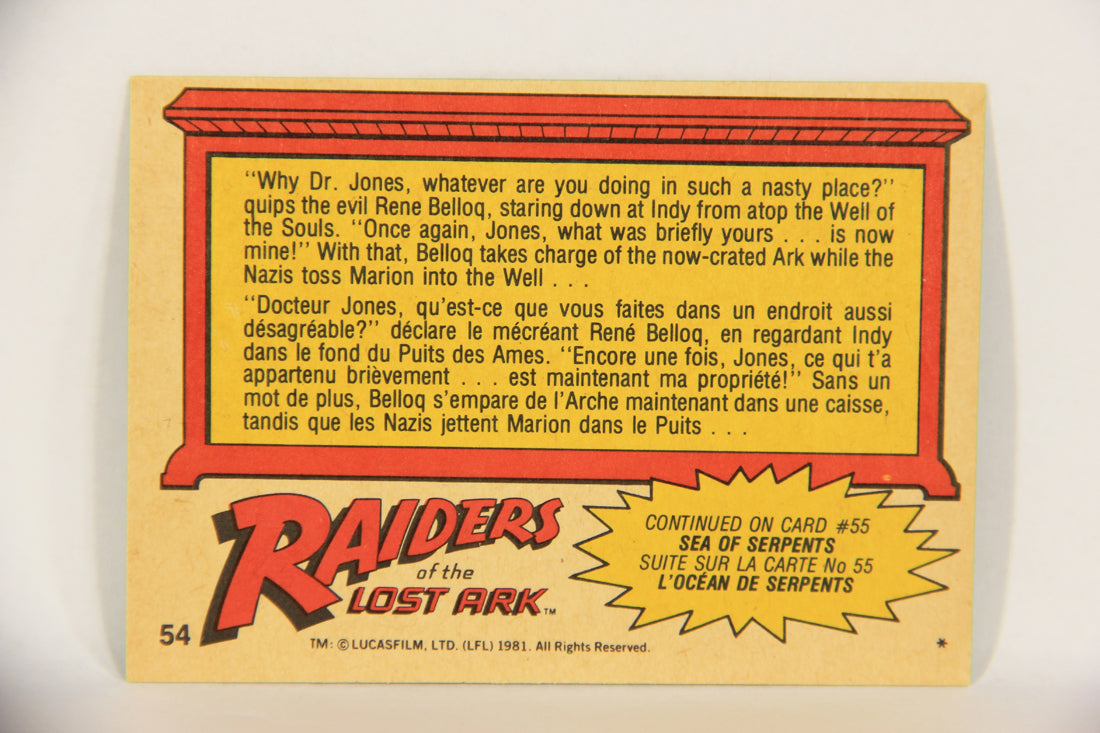 “Why Dr. Jones, whatever are you doing in such a nasty place?”
quips the evil Rene Belloq, staring down at Indy from atop the Well of
the Souls. “Once again, Jones, what was briefly yours . . . is now
mine!” With that, Belloq takes charge of the now-crated Ark while the
Nazis toss Marion into the Well . . .
“Docteur Jones, qu’est-ce que vous faites dans un endroit aussi
désagréable?” déclare le mécréant René Belloq, en regardant Indy
dans le fond du Puits des Ames. “Encore une fois, Jones, ce qui t’a
appartenu brièvement . . . est maintenant ma propriété!” Sans un
mot de plus, Belloq s’empare de l’Arche maintenant dans une caisse,
tandis que les Nazis jettent Marion dans le Puits . . .
RAIDERS
of the
LOST ARK™
CONTINUED ON CARD #55
SEA OF SERPENTS
SUITE SUR LA CARTE No 55
L’OCÉAN DE SERPENTS
54
TM: © LUCASFILM, LTD. (LFL) 1981. All Rights Reserved.
*